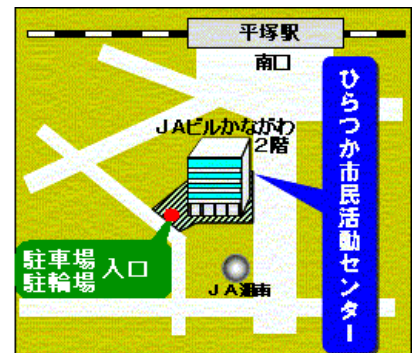 平塚駅
南口
JAビルかながわ
2階
ひらつか市民活動センター
駐車場
駐輪場
入口
JA湘南